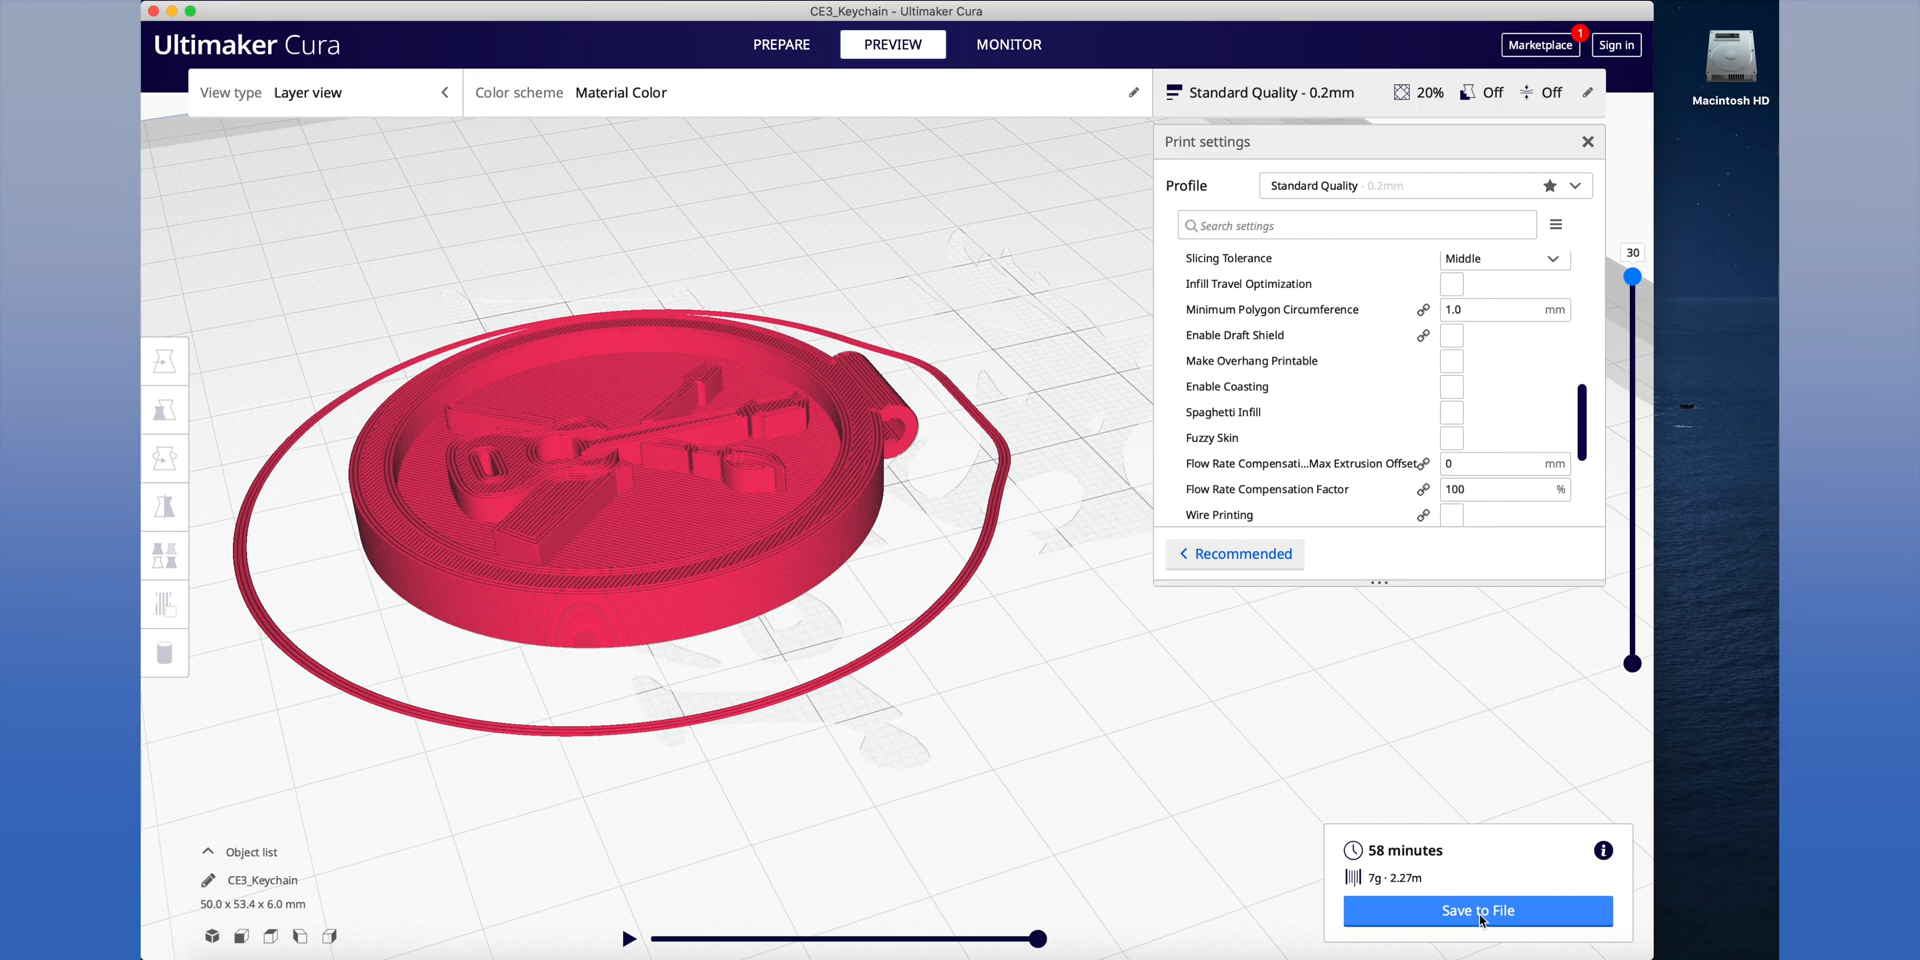 CE3_Keychain - Ultimaker Cura
Ultimaker Cura
PREPARE
PREVIEW
MONITOR
Marketplace
1
Sign in
Macintosh HD
View type Layer view
Color scheme Material Color
Standard Quality - 0.2mm
20%
Off
Off
Print settings
Profile
Standard Quality - 0.2mm
Search settings
Slicing Tolerance Middle
Infill Travel Optimization
Minimum Polygon Circumference 1.0 mm
Enable Draft Shield
Make Overhang Printable
Enable Coasting
Spaghetti Infill
Fuzzy Skin
Flow Rate Compensati...Max Extrusion Offset 0 mm
Flow Rate Compensation Factor 100 %
Wire Printing
Recommended
30
58 minutes
7g · 2.27m
Save to File
Object list
CE3_Keychain
50.0 x 53.4 x 6.0 mm